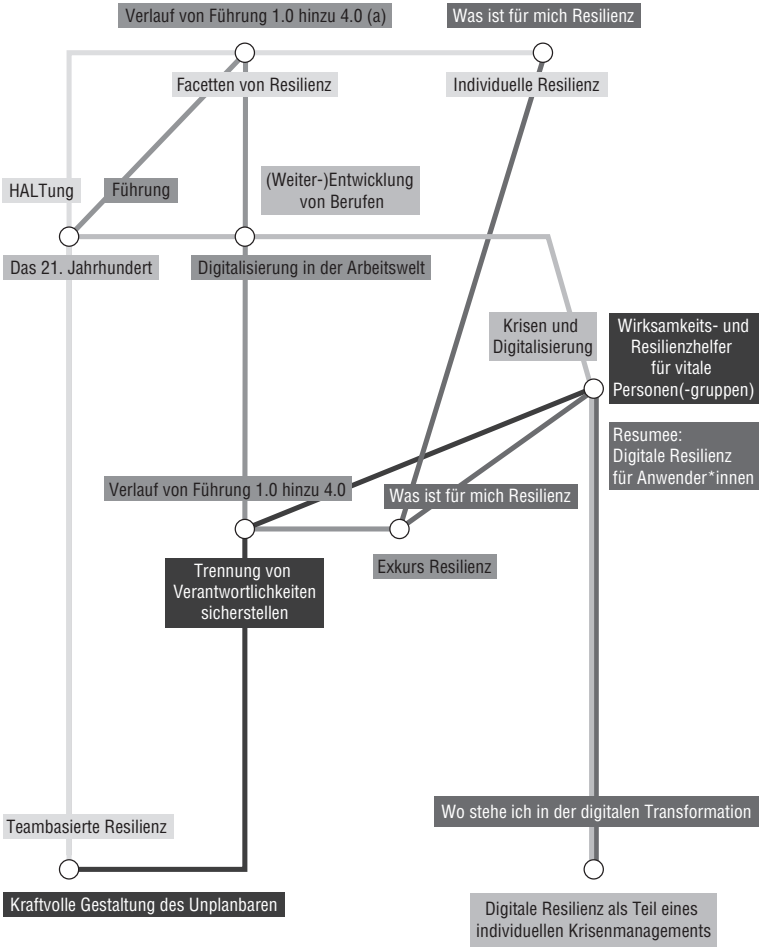 Verlauf von Führung 1.0 hinzu 4.0 (a)
Was ist für mich Resilienz
Facetten von Resilienz
Individuelle Resilienz
HALTung
Führung
(Weiter-)Entwicklung
von Berufen
Das 21. Jahrhundert
Digitalisierung in der Arbeitswelt
Krisen und
Digitalisierung
Wirksamkeits- und
Resilienzhelfer
für vitale
Personen(-gruppen)
Resumee:
Digitale Resilienz
für Anwender*innen
Verlauf von Führung 1.0 hinzu 4.0
Was ist für mich Resilienz
Exkurs Resilienz
Trennung von
Verantwortlichkeiten
sicherstellen
Wo stehe ich in der digitalen Transformation
Teambasierte Resilienz
Kraftvolle Gestaltung des Unplanbaren
Digitale Resilienz als Teil eines
individuellen Krisenmanagements